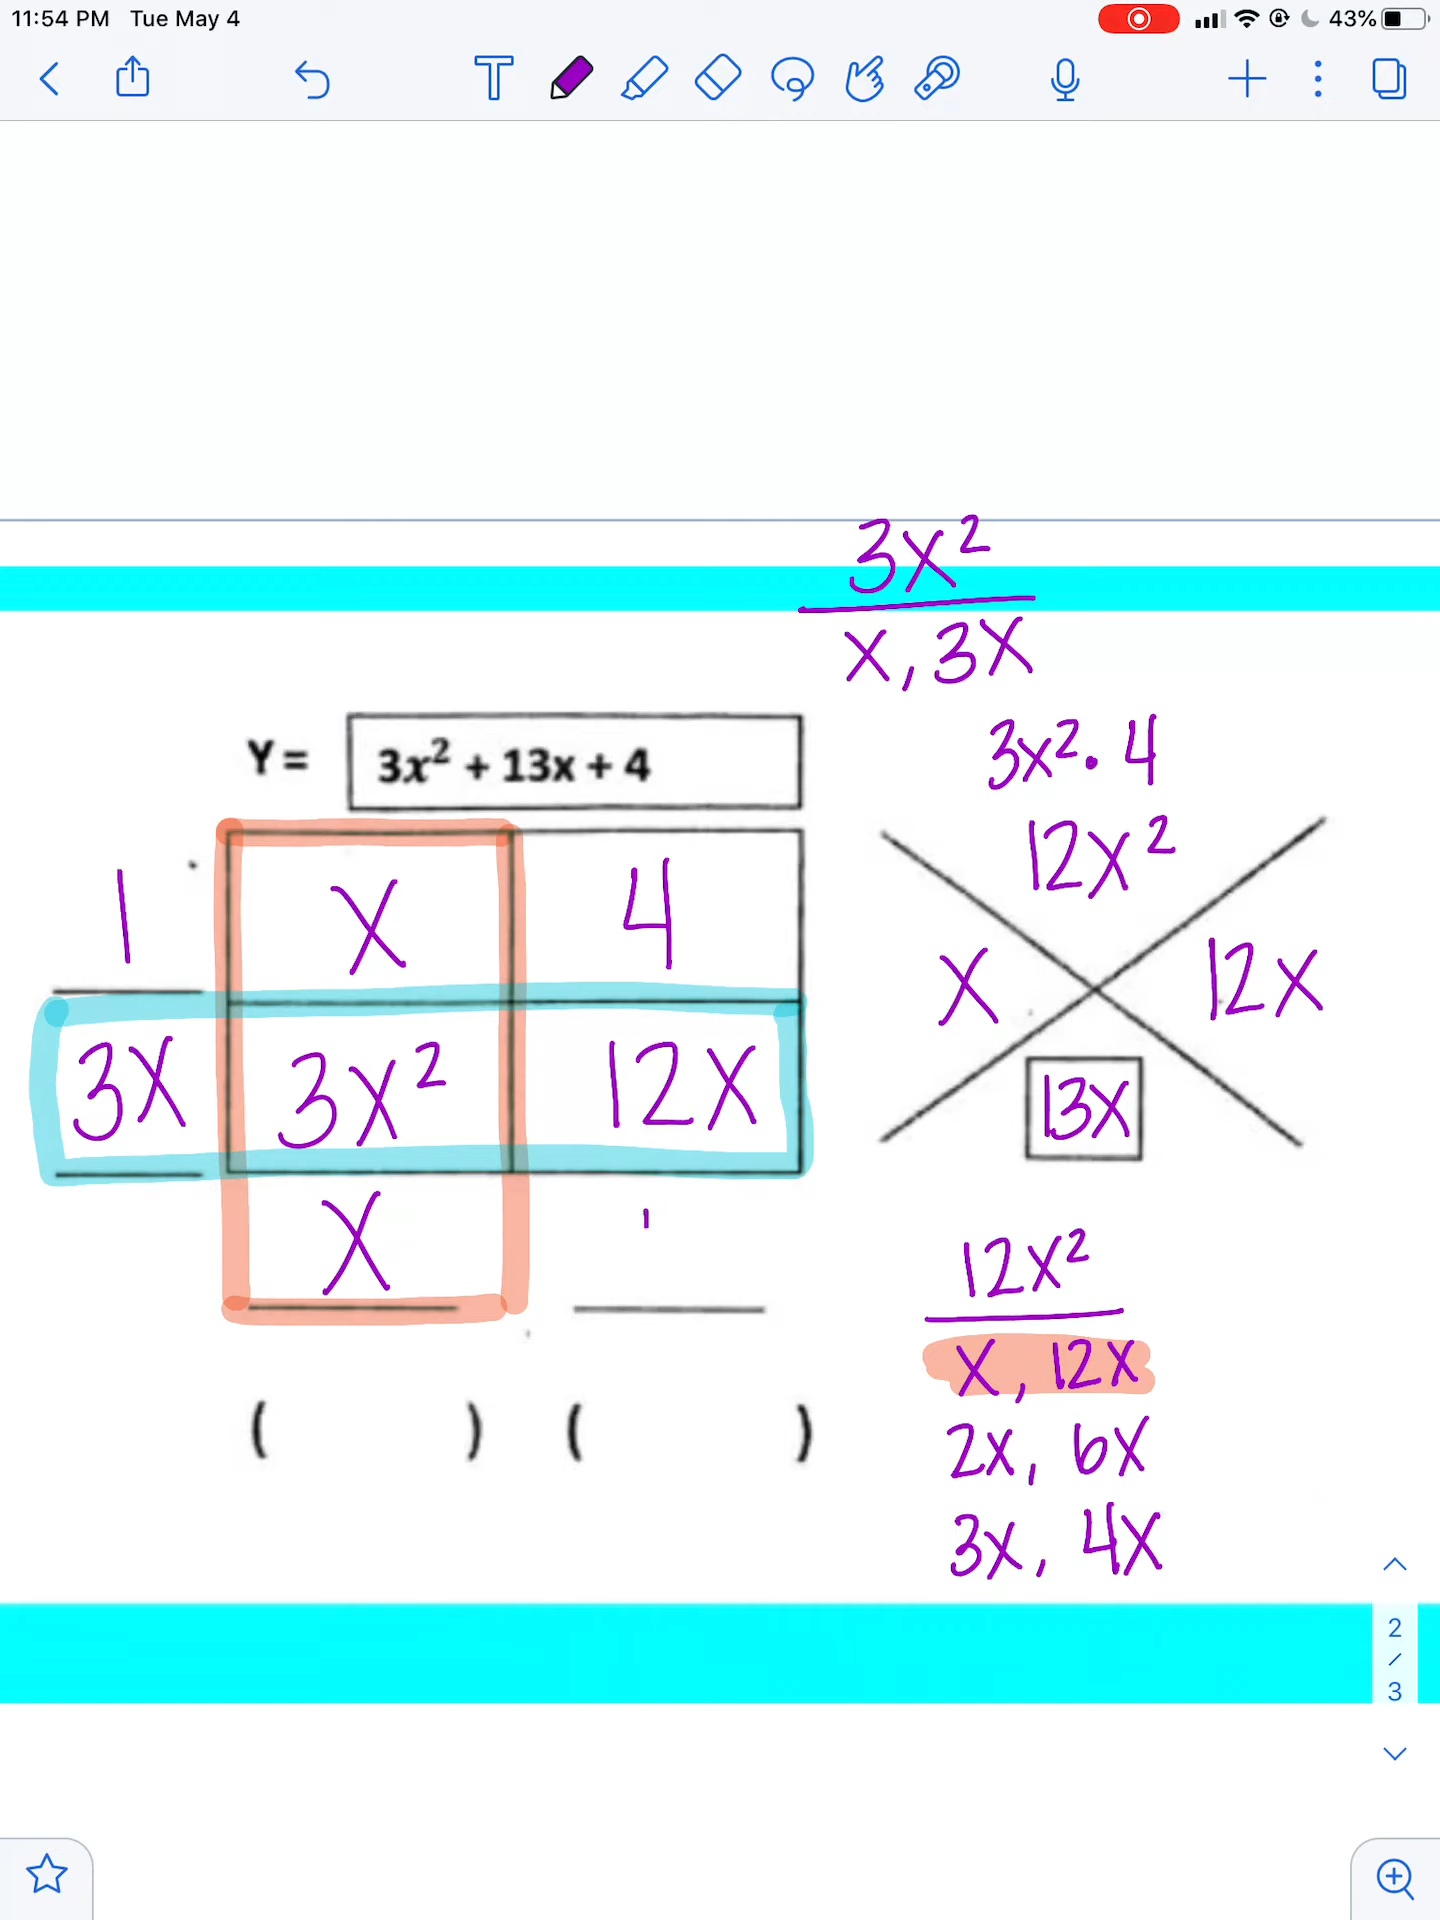 11:54 PM Tue May 4
43%
T
3x²
x, 3x
Y = 3x² + 13x + 4
3x² · 4
12x²
1 x 4
x 12x
3x 3x² 12x
13x
x
12x²
x, 12x
( ) ( )
2x, 6x
3x, 4x
2
/
3